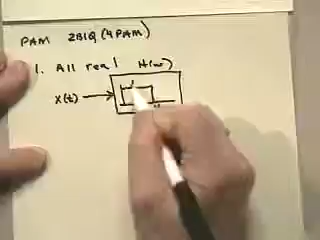 PAM 2B1Q (4PAM)
1. All real H(ω)
X(t)